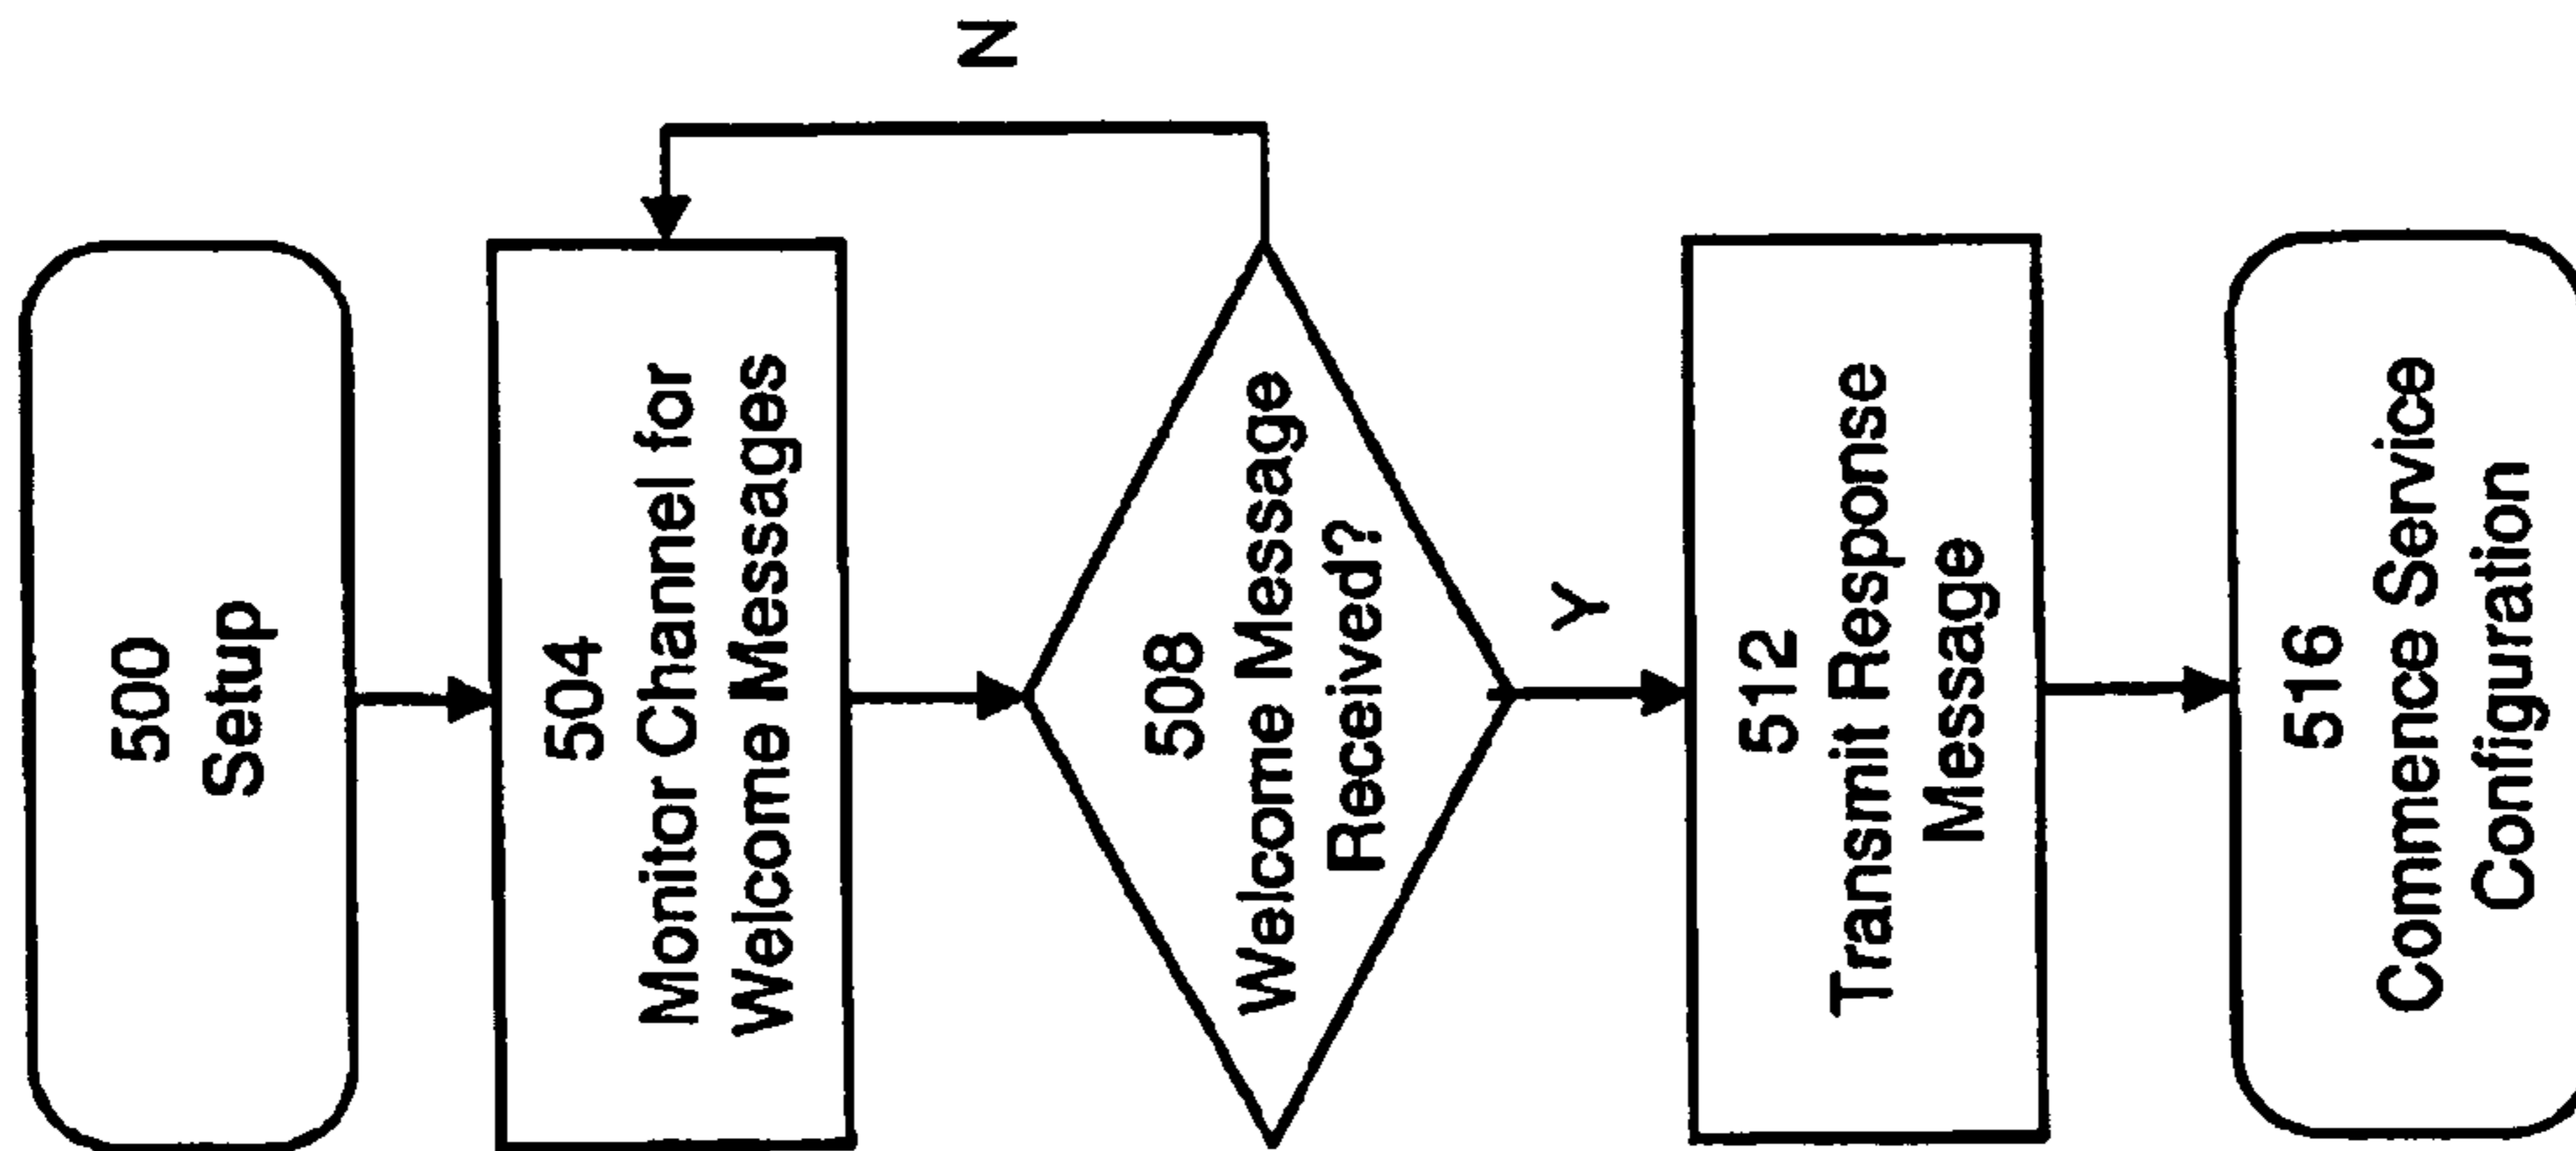 500
Setup
504
Monitor Channel for
Welcome Messages
N
508
Welcome Message
Received?
Y
512
Transmit Response
Message
516
Commence Service
Configuration